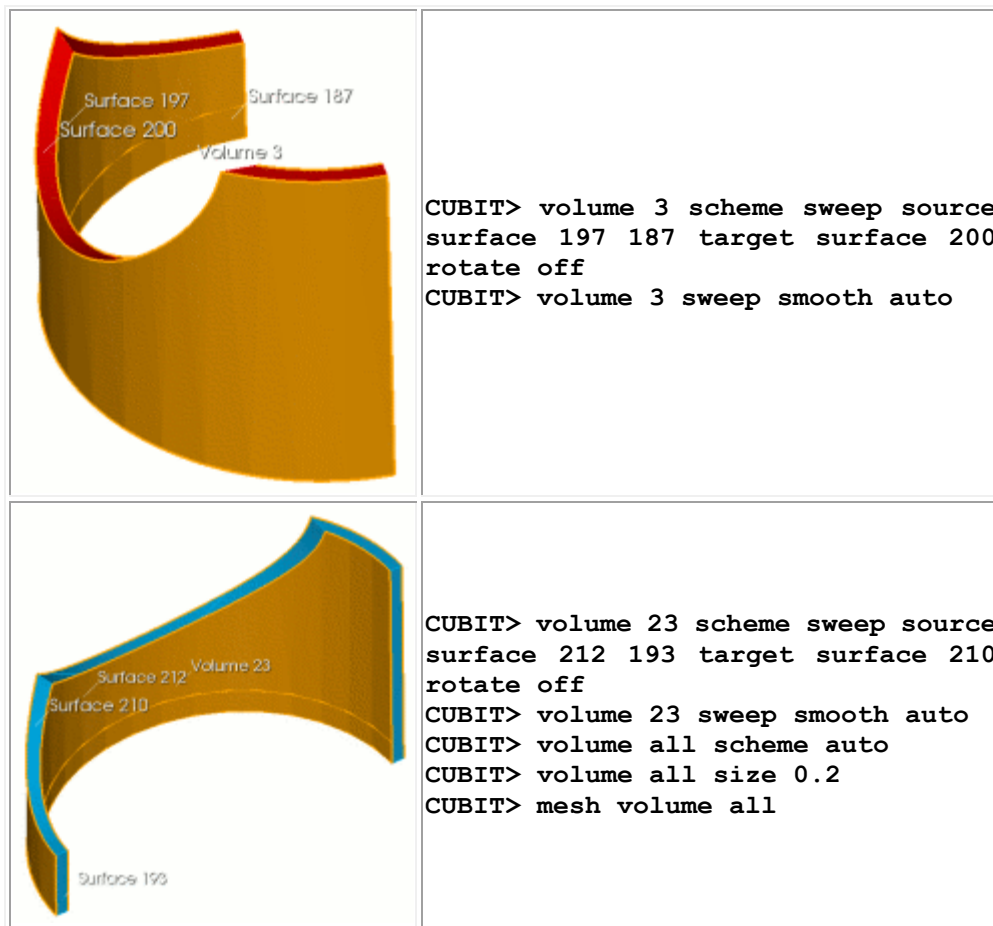 Surface 197
Surface 187
Surface 200
Volume 3
CUBIT> volume 3 scheme sweep source
surface 197 187 target surface 200
rotate off
CUBIT> volume 3 sweep smooth auto
Surface 212
Volume 23
Surface 210
Surface 193
CUBIT> volume 23 scheme sweep source
surface 212 193 target surface 210
rotate off
CUBIT> volume 23 sweep smooth auto
CUBIT> volume all scheme auto
CUBIT> volume all size 0.2
CUBIT> mesh volume all